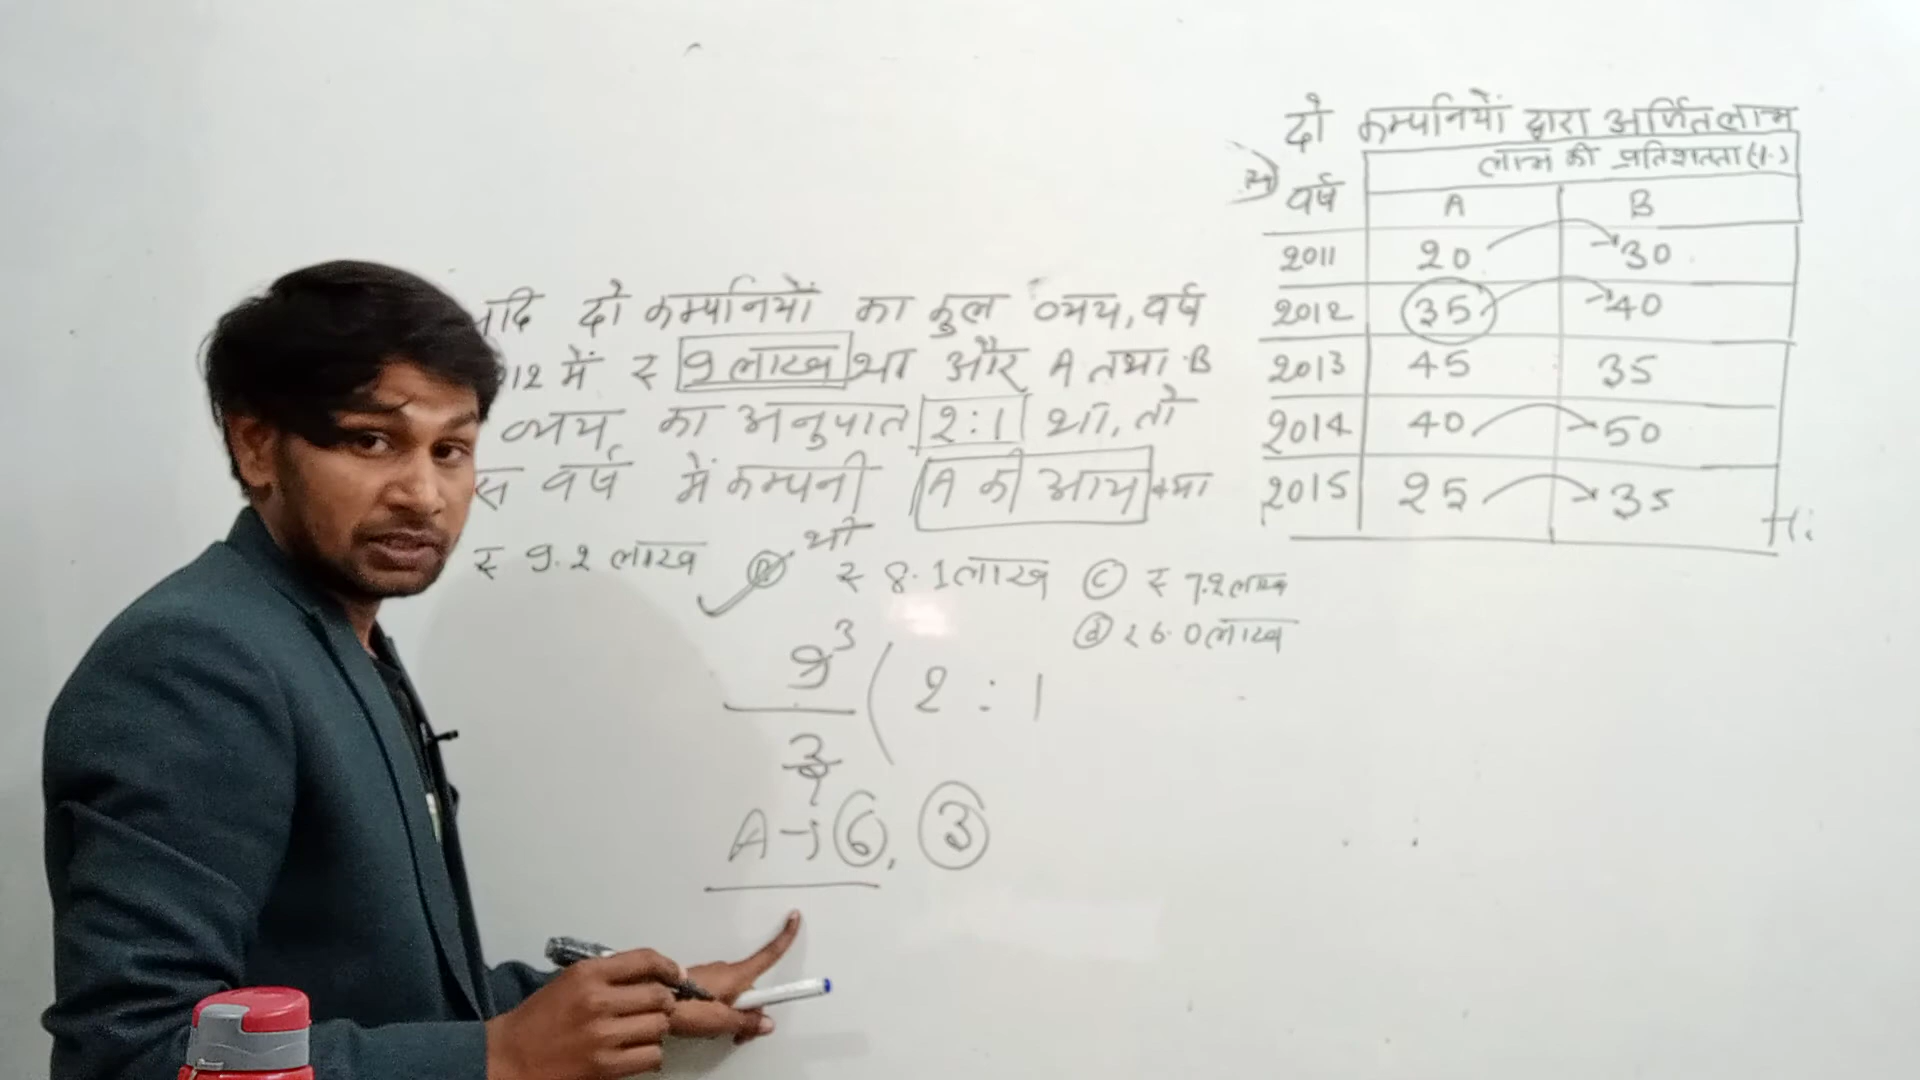 दो कम्पनियों द्वारा अर्जित लाभ
लाभ की प्रतिशतता (%)
वर्ष A B
2011 20 30
2012 35 40
2013 45 35
2014 40 50
2015 25 35
यदि दो कम्पनियों का कुल व्यय, वर्ष
012 में ₹ 9 लाख था और A तथा B
व्यय का अनुपात 2:1 था, तो
स वर्ष में कम्पनी A की आय क्या
थी
₹ 9.2 लाख ₹ 8.1 लाख (c) ₹ 7.2 लाख
(d) ₹ 6.0 लाख
9 3 ( 2 : 1
3
A → 6, 3